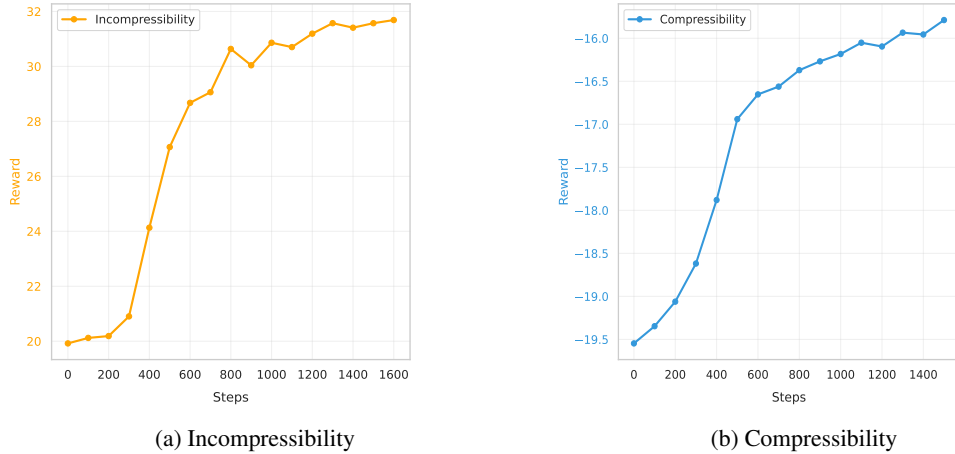 Incompressibility
32
30
28
26
24
22
20
Reward
0 200 400 600 800 1000 1200 1400 1600
Steps
(a) Incompressibility
Compressibility
−16.0
−16.5
−17.0
−17.5
−18.0
−18.5
−19.0
−19.5
Reward
0 200 400 600 800 1000 1200 1400
Steps
(b) Compressibility